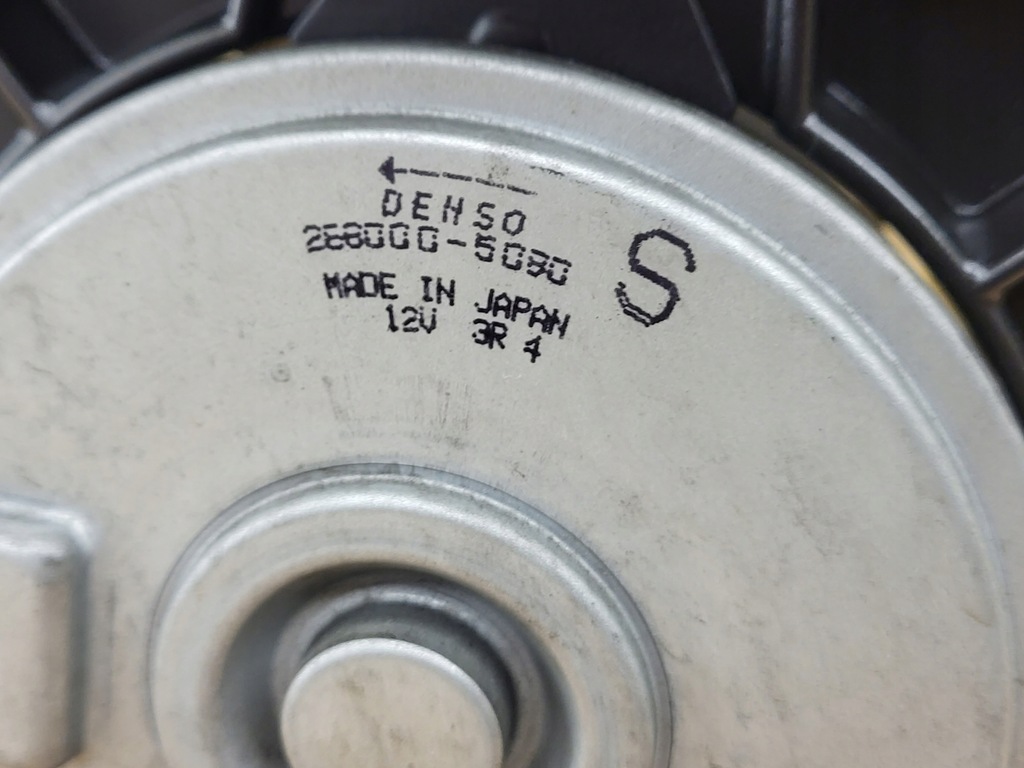 DENSO
268000-5080
S
MADE IN JAPAN
12V 3R 4